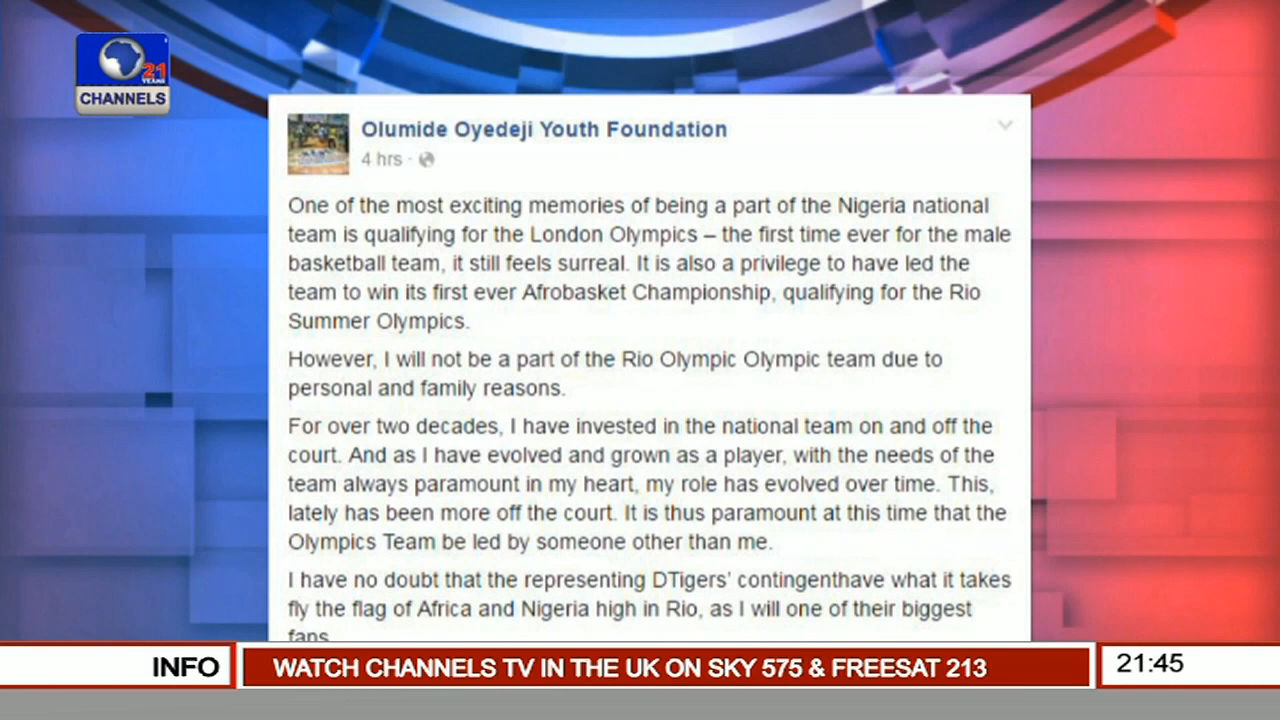 21
YEARS
CHANNELS
Olumide Oyedeji Youth Foundation
4 hrs ·
One of the most exciting memories of being a part of the Nigeria national
team is qualifying for the London Olympics – the first time ever for the male
basketball team, it still feels surreal. It is also a privilege to have led the
team to win its first ever Afrobasket Championship, qualifying for the Rio
Summer Olympics.
However, I will not be a part of the Rio Olympic Olympic team due to
personal and family reasons.
For over two decades, I have invested in the national team on and off the
court. And as I have evolved and grown as a player, with the needs of the
team always paramount in my heart, my role has evolved over time. This,
lately has been more off the court. It is thus paramount at this time that the
Olympics Team be led by someone other than me.
I have no doubt that the representing DTigers' contingenthave what it takes
fly the flag of Africa and Nigeria high in Rio, as I will one of their biggest
fans
INFO
WATCH CHANNELS TV IN THE UK ON SKY 575 & FREESAT 213
21:45